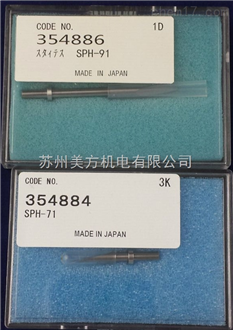 CODE NO. 1D
354886
スタイラス SPH-91
MADE IN JAPAN
苏州美方机电有限公司
CODE NO. 3K
354884
SPH-71
MADE IN JAPAN